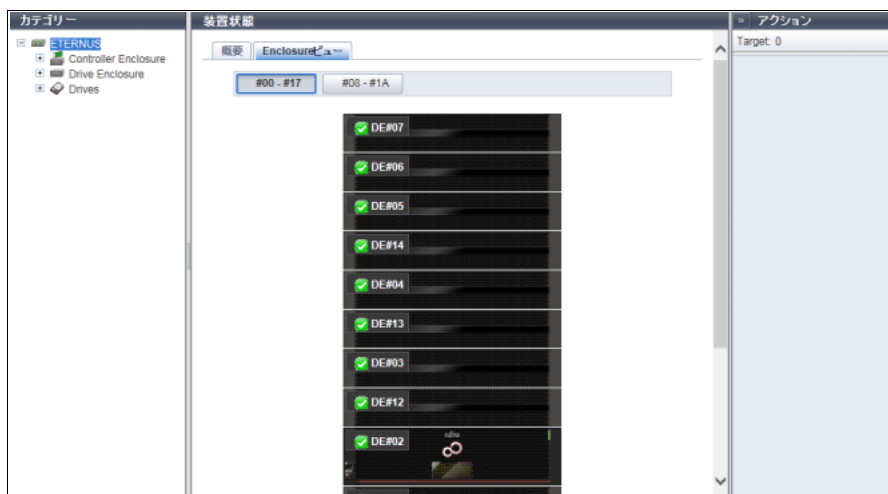 カテゴリー
装置状態
» アクション
ETERNUS
Controller Enclosure
Drive Enclosure
Drives
概要
Enclosureビュー
#00 - #17
#08 - #1A
Target: 0
DE#07
DE#06
DE#05
DE#14
DE#04
DE#13
DE#03
DE#12
DE#02